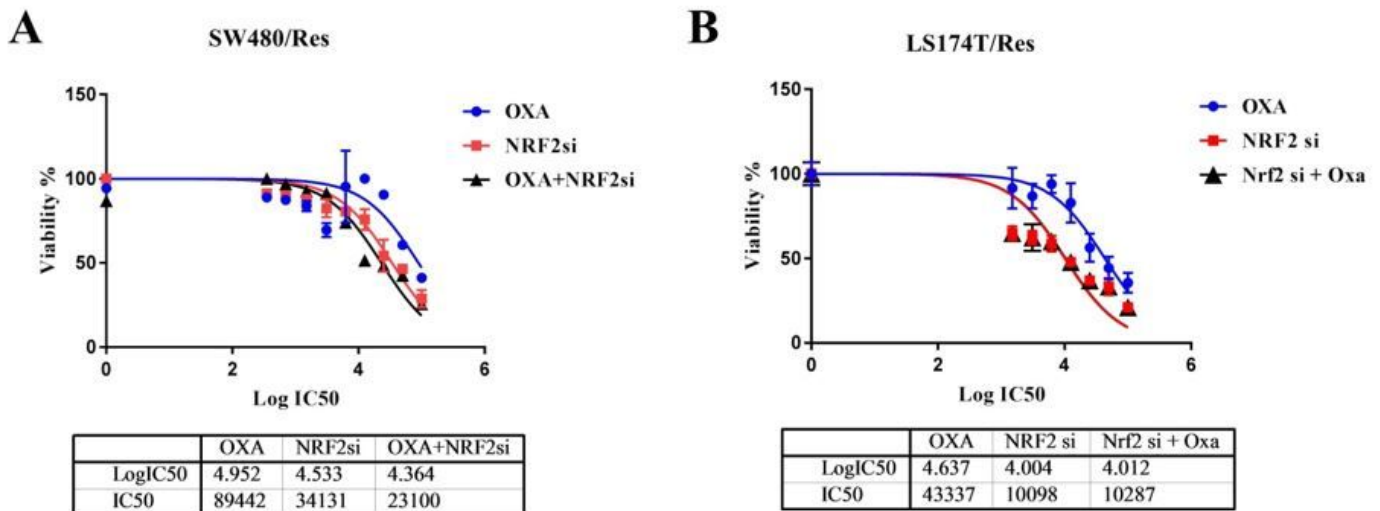 A
SW480/Res
150
100
50
0
Viability %
0
2
4
6
Log IC50
OXA
NRF2si
OXA+NRF2si
OXA NRF2si OXA+NRF2si
LogIC50 4.952 4.533 4.364
IC50 89442 34131 23100
B
LS174T/Res
150
100
50
0
Viability %
0
2
4
6
Log IC50
OXA
NRF2 si
Nrf2 si + Oxa
OXA NRF2 si Nrf2 si + Oxa
LogIC50 4.637 4.004 4.012
IC50 43337 10098 10287